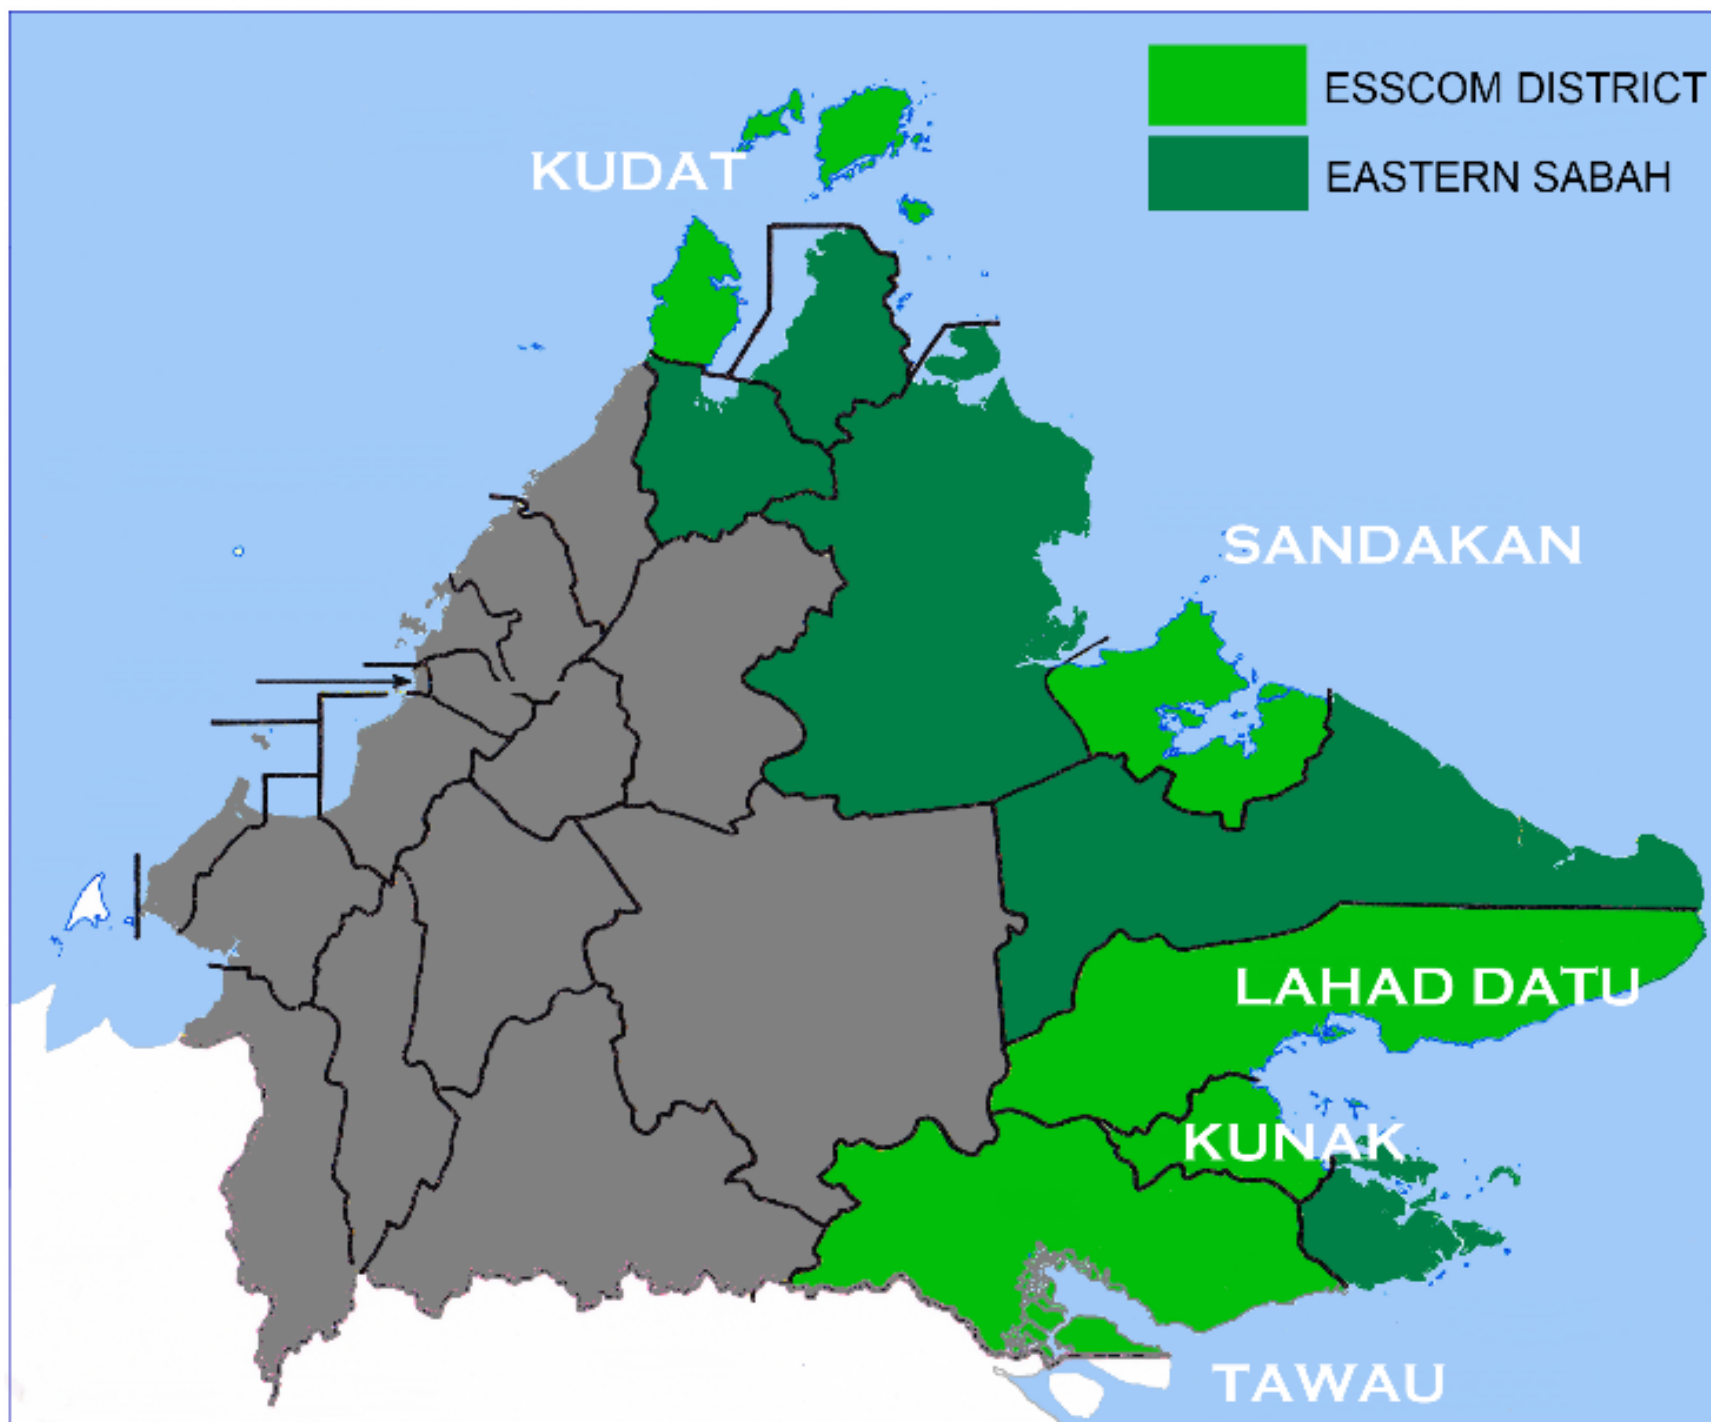 ESSCOM DISTRICT
KUDAT
EASTERN SABAH
SANDAKAN
LAHAD DATU
KUNAK
TAWAU